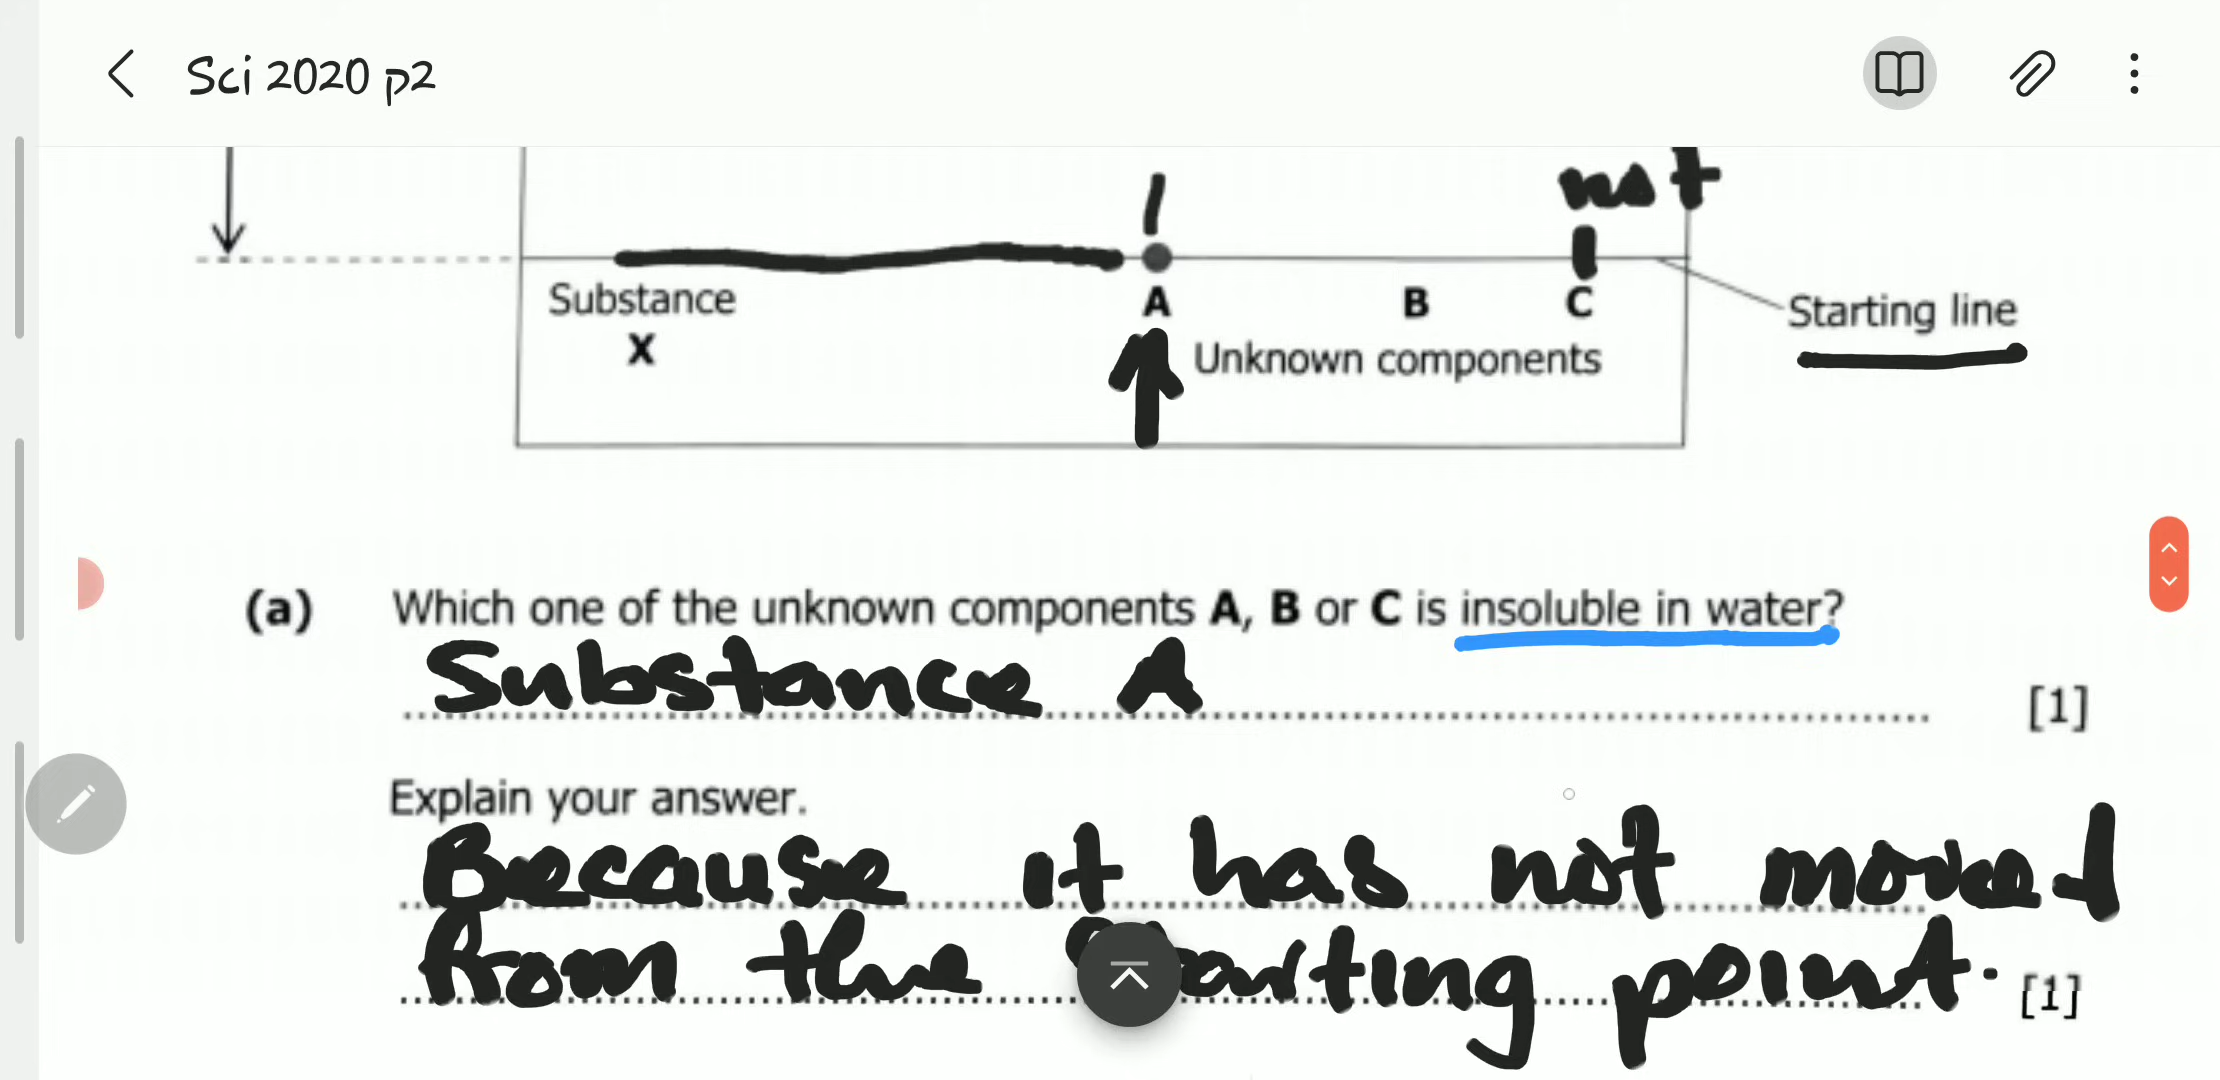 Sci 2020 p2
not
Substance
X
A
B
C
Unknown components
Starting line
(a) Which one of the unknown components A, B or C is insoluble in water?
Substance A
[1]
Explain your answer.
Because it has not moved
from the point. [1]